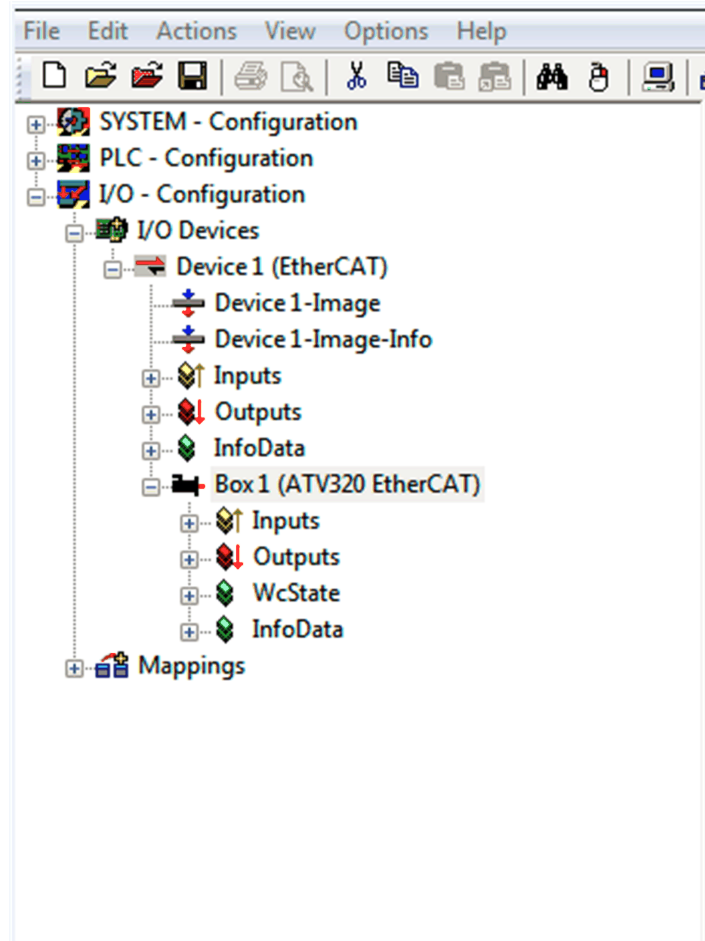 File Edit Actions View Options Help
SYSTEM - Configuration
PLC - Configuration
I/O - Configuration
I/O Devices
Device 1 (EtherCAT)
Device 1-Image
Device 1-Image-Info
Inputs
Outputs
InfoData
Box 1 (ATV320 EtherCAT)
Inputs
Outputs
WcState
InfoData
Mappings